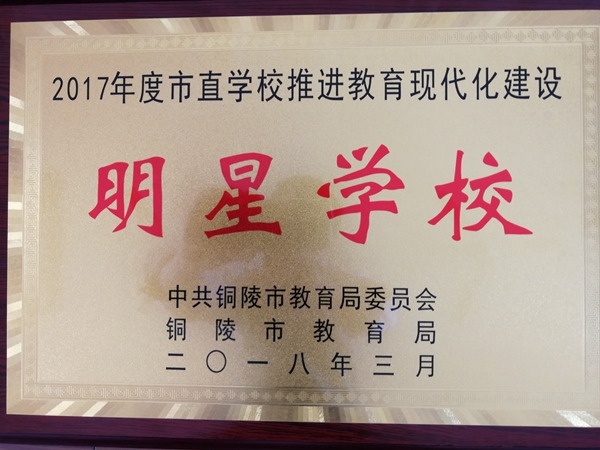 2017年度市直学校推进教育现代化建设
明星学校
中共铜陵市教育局委员会
铜陵市教育局
二〇一八年三月